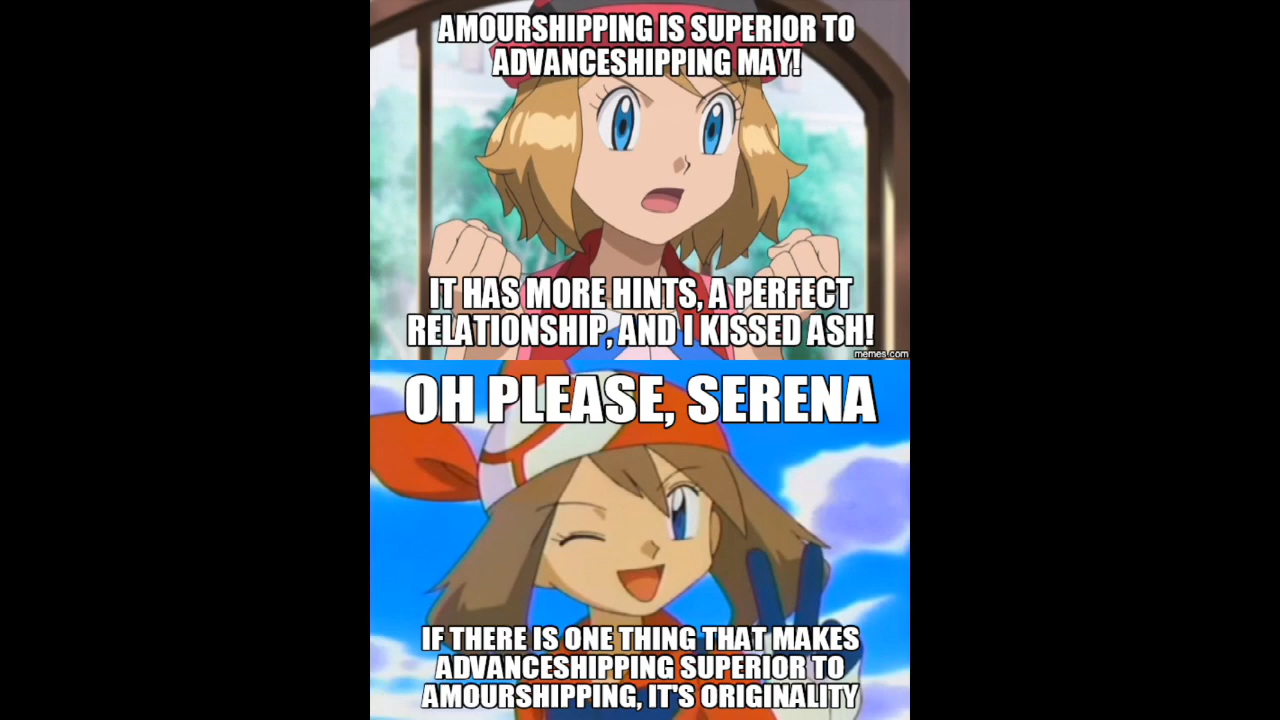 AMOURSHIPPING IS SUPERIOR TO
ADVANCESHIPPING MAY!
IT HAS MORE HINTS, A PERFECT
RELATIONSHIP, AND I KISSED ASH!
memes.com
OH PLEASE, SERENA
IF THERE IS ONE THING THAT MAKES
ADVANCESHIPPING SUPERIOR TO
AMOURSHIPPING, IT'S ORIGINALITY